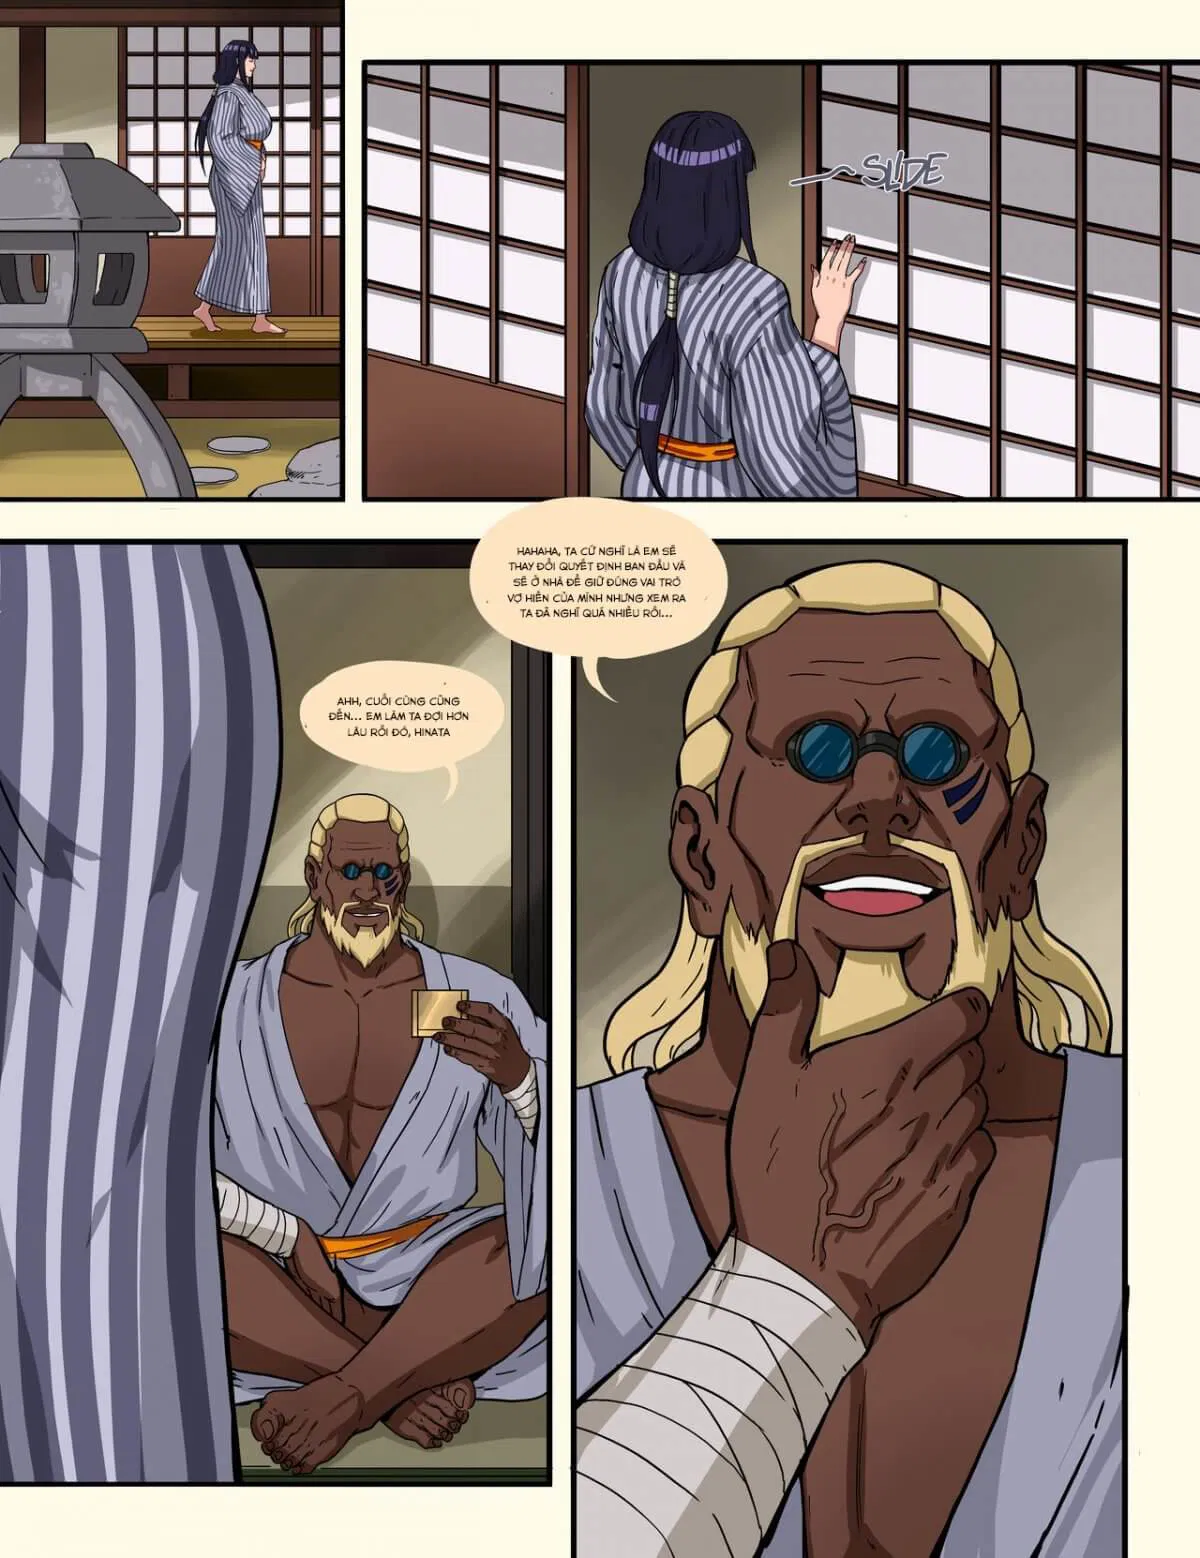 SLIDE
AHH, CUỐI CÙNG CŨNG
ĐẾN... EM LÀM TA ĐỢI HƠN
LÂU RỒI ĐÓ, HINATA
HAHAHA, TA CỨ NGHĨ LÀ EM SẼ
THAY ĐỔI QUYẾT ĐỊNH BAN ĐẦU VÀ
SẼ Ở NHÀ ĐỂ GIỮ ĐÚNG VAI TRÒ
VỢ HIỀN CỦA MÌNH NHƯNG XEM RA
TA ĐÃ NGHĨ QUÁ NHIỀU RỒI...